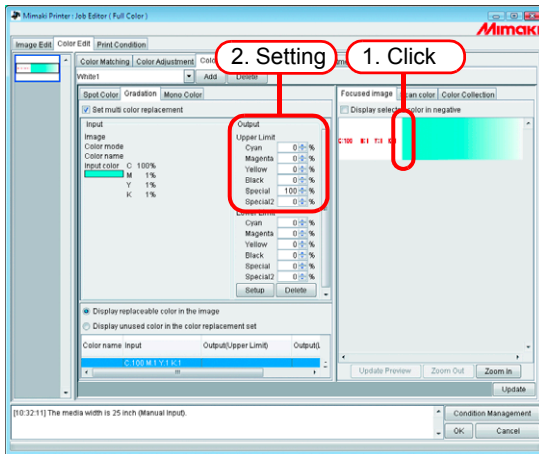 Mimaki Printer : Job Editor ( Full Color )
Mimaki
Image Edit Color Edit Print Condition
Color Matching Color Adjustment
2. Setting 1. Click
White1 Add Delete
Spot Color Gradation Mono Color Focused image Scan color Color Collection
Set multi color replacement Display selected color in negative
Input Output
Image Upper Limit
Color mode Cyan 0 %
Color name Magenta 0 %
Input color C 100% Yellow 0 %
M 1% Black 0 %
Y 1% Special 100 %
K 1% Special2 0 %
C:100 M:1 Y:1
Lower Limit
Cyan 0 %
Magenta 0 %
Yellow 0 %
Black 0 %
Special 0 %
Special2 0 %
Setup Delete
Display replaceable color in the image
Display unused color in the color replacement set
Color name Input Output(Upper Limit) Output(L
C:100 M:1 Y:1 K:1
Update Preview Zoom Out Zoom In
Update
[10:32:11] The media width is 25 inch (Manual Input). Condition Management
OK Cancel